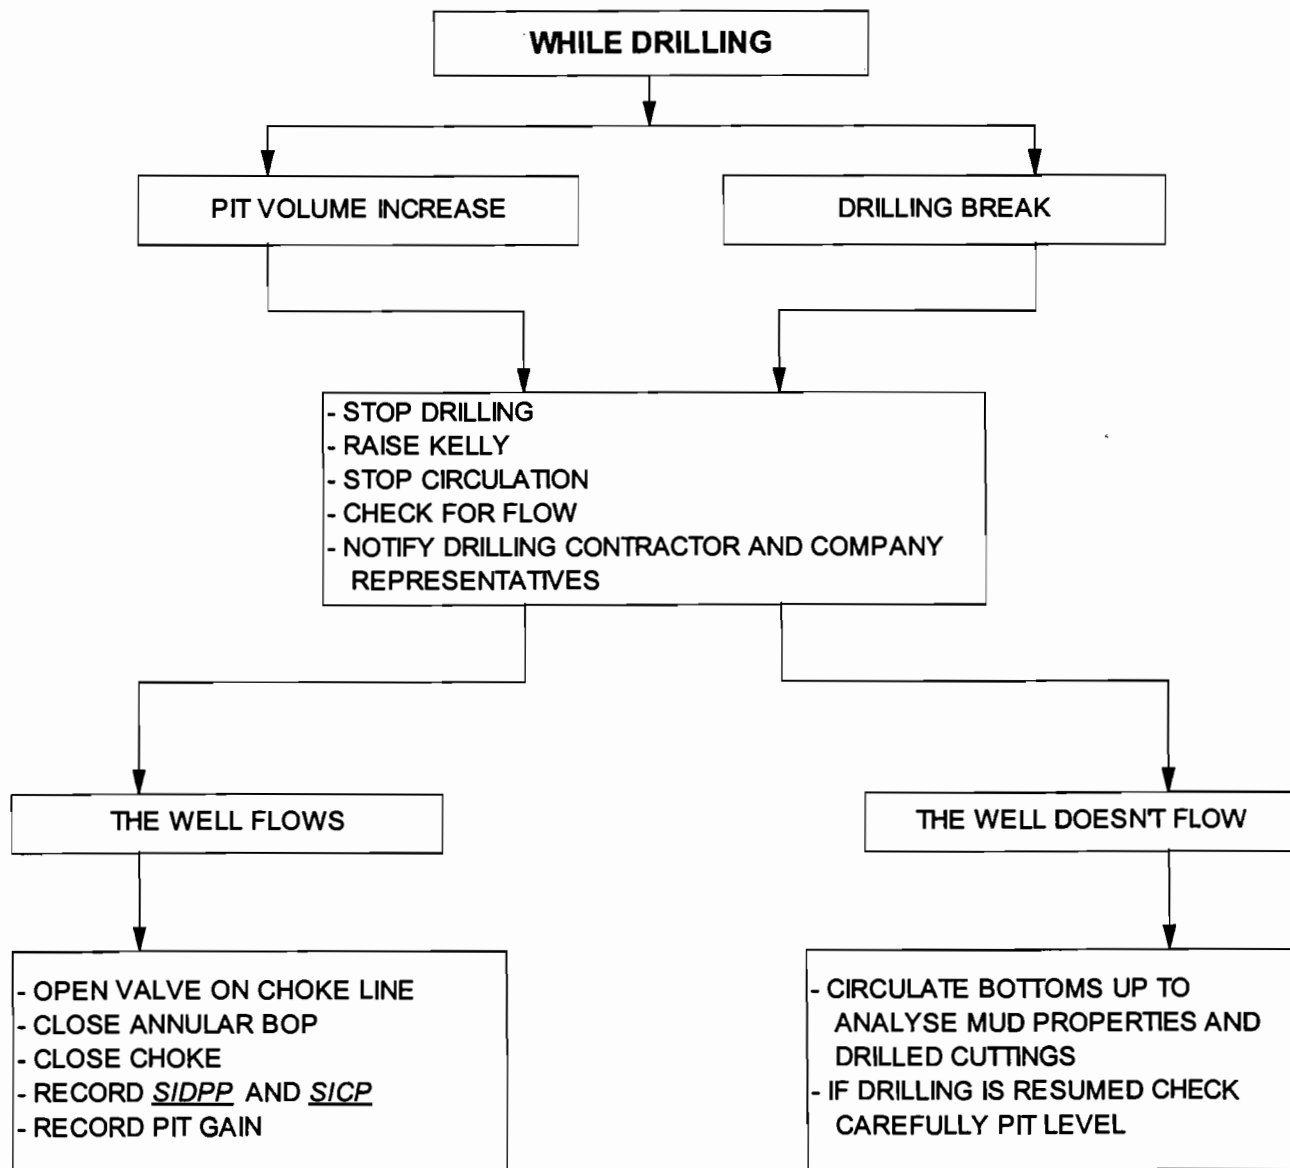 WHILE DRILLING
PIT VOLUME INCREASE
DRILLING BREAK
- STOP DRILLING
- RAISE KELLY
- STOP CIRCULATION
- CHECK FOR FLOW
- NOTIFY DRILLING CONTRACTOR AND COMPANY
REPRESENTATIVES
THE WELL FLOWS
THE WELL DOESN'T FLOW
- OPEN VALVE ON CHOKE LINE
- CLOSE ANNULAR BOP
- CLOSE CHOKE
- RECORD SIDPP AND SICP
- RECORD PIT GAIN
- CIRCULATE BOTTOMS UP TO
ANALYSE MUD PROPERTIES AND
DRILLED CUTTINGS
- IF DRILLING IS RESUMED CHECK
CAREFULLY PIT LEVEL